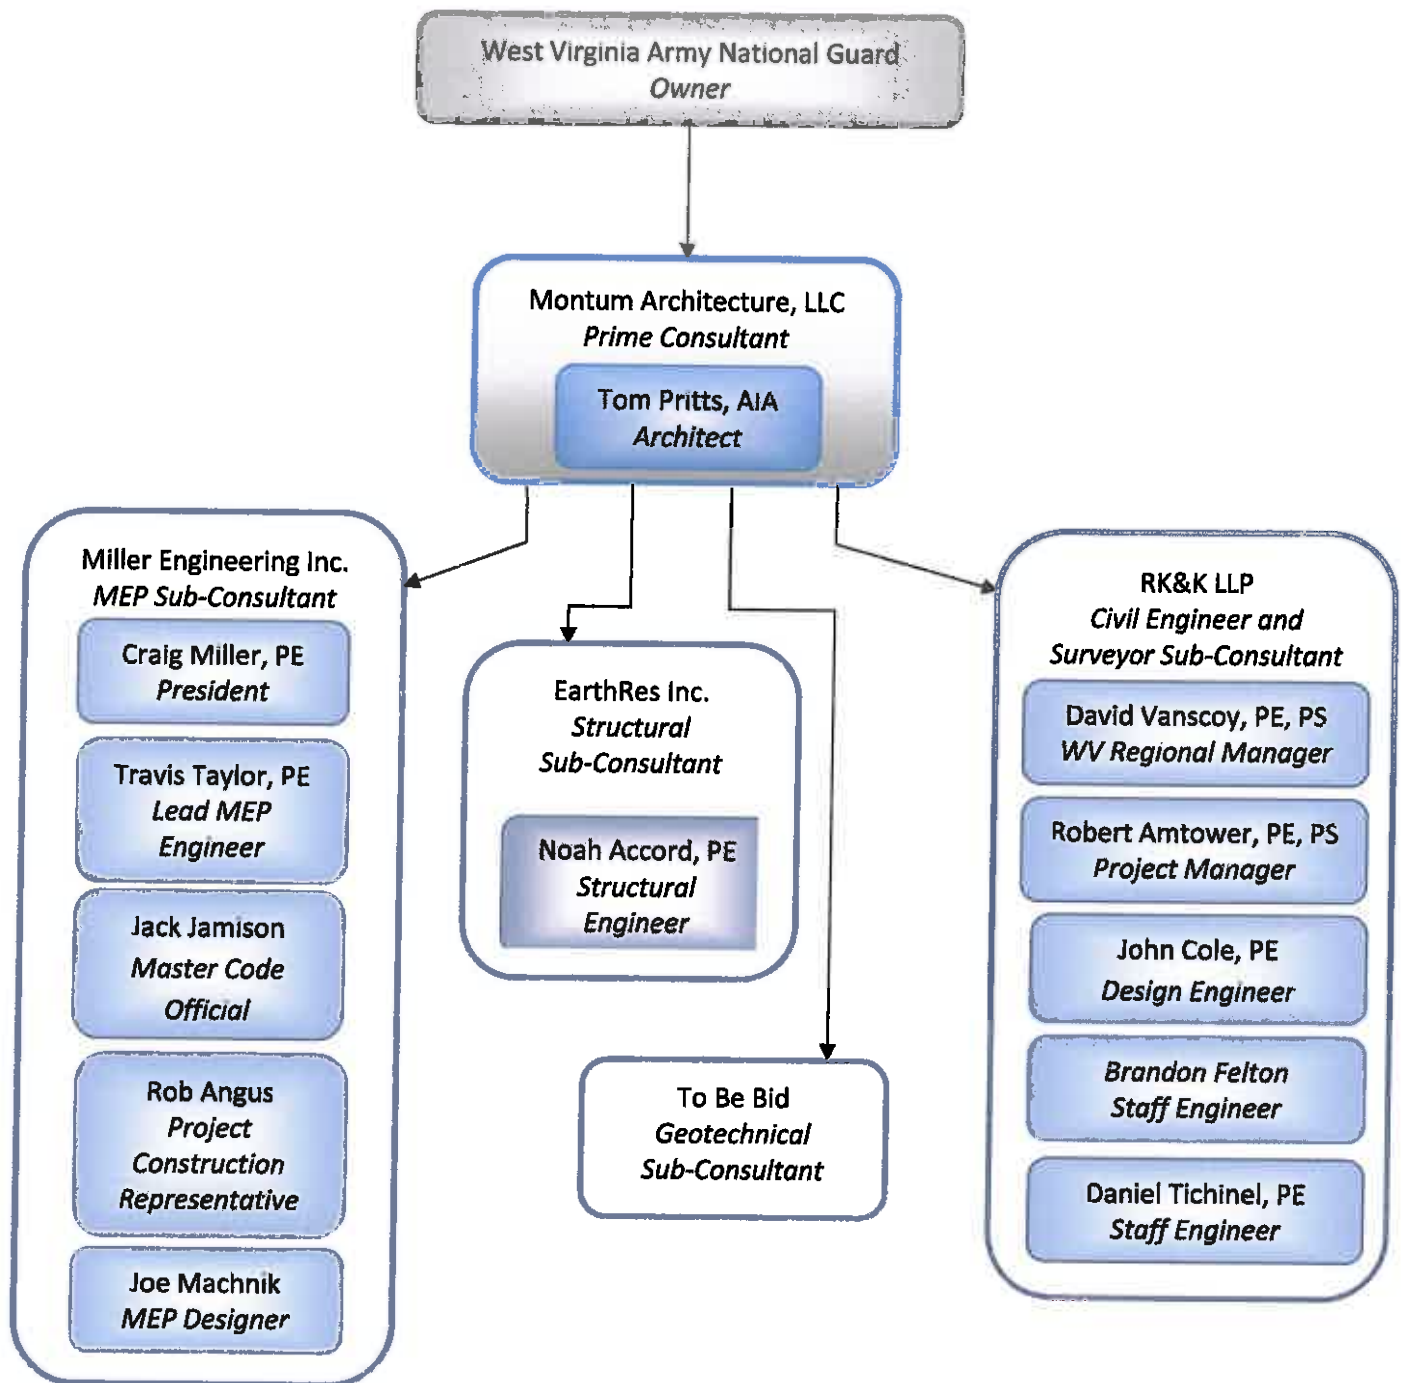 West Virginia Army National Guard
Owner
Montum Architecture, LLC
Prime Consultant
Tom Pritts, AIA
Architect
Miller Engineering Inc.
MEP Sub-Consultant
Craig Miller, PE
President
Travis Taylor, PE
Lead MEP
Engineer
Jack Jamison
Master Code
Official
Rob Angus
Project
Construction
Representative
Joe Machnik
MEP Designer
EarthRes Inc.
Structural
Sub-Consultant
Noah Accord, PE
Structural
Engineer
To Be Bid
Geotechnical
Sub-Consultant
RK&K LLP
Civil Engineer and
Surveyor Sub-Consultant
David Vanscoy, PE, PS
WV Regional Manager
Robert Amtower, PE, PS
Project Manager
John Cole, PE
Design Engineer
Brandon Felton
Staff Engineer
Daniel Tichinel, PE
Staff Engineer